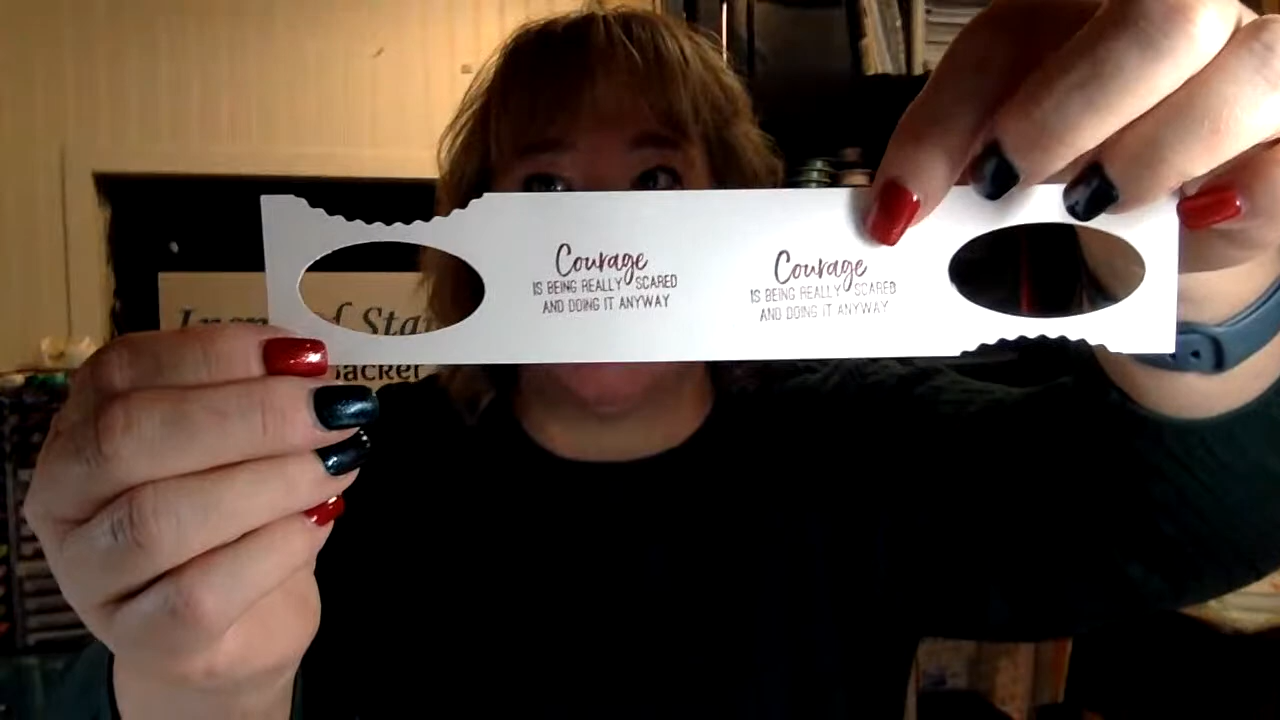 Courage
IS BEING REALLY SCARED
AND DOING IT ANYWAY
Courage
IS BEING REALLY SCARED
AND DOING IT ANYWAY